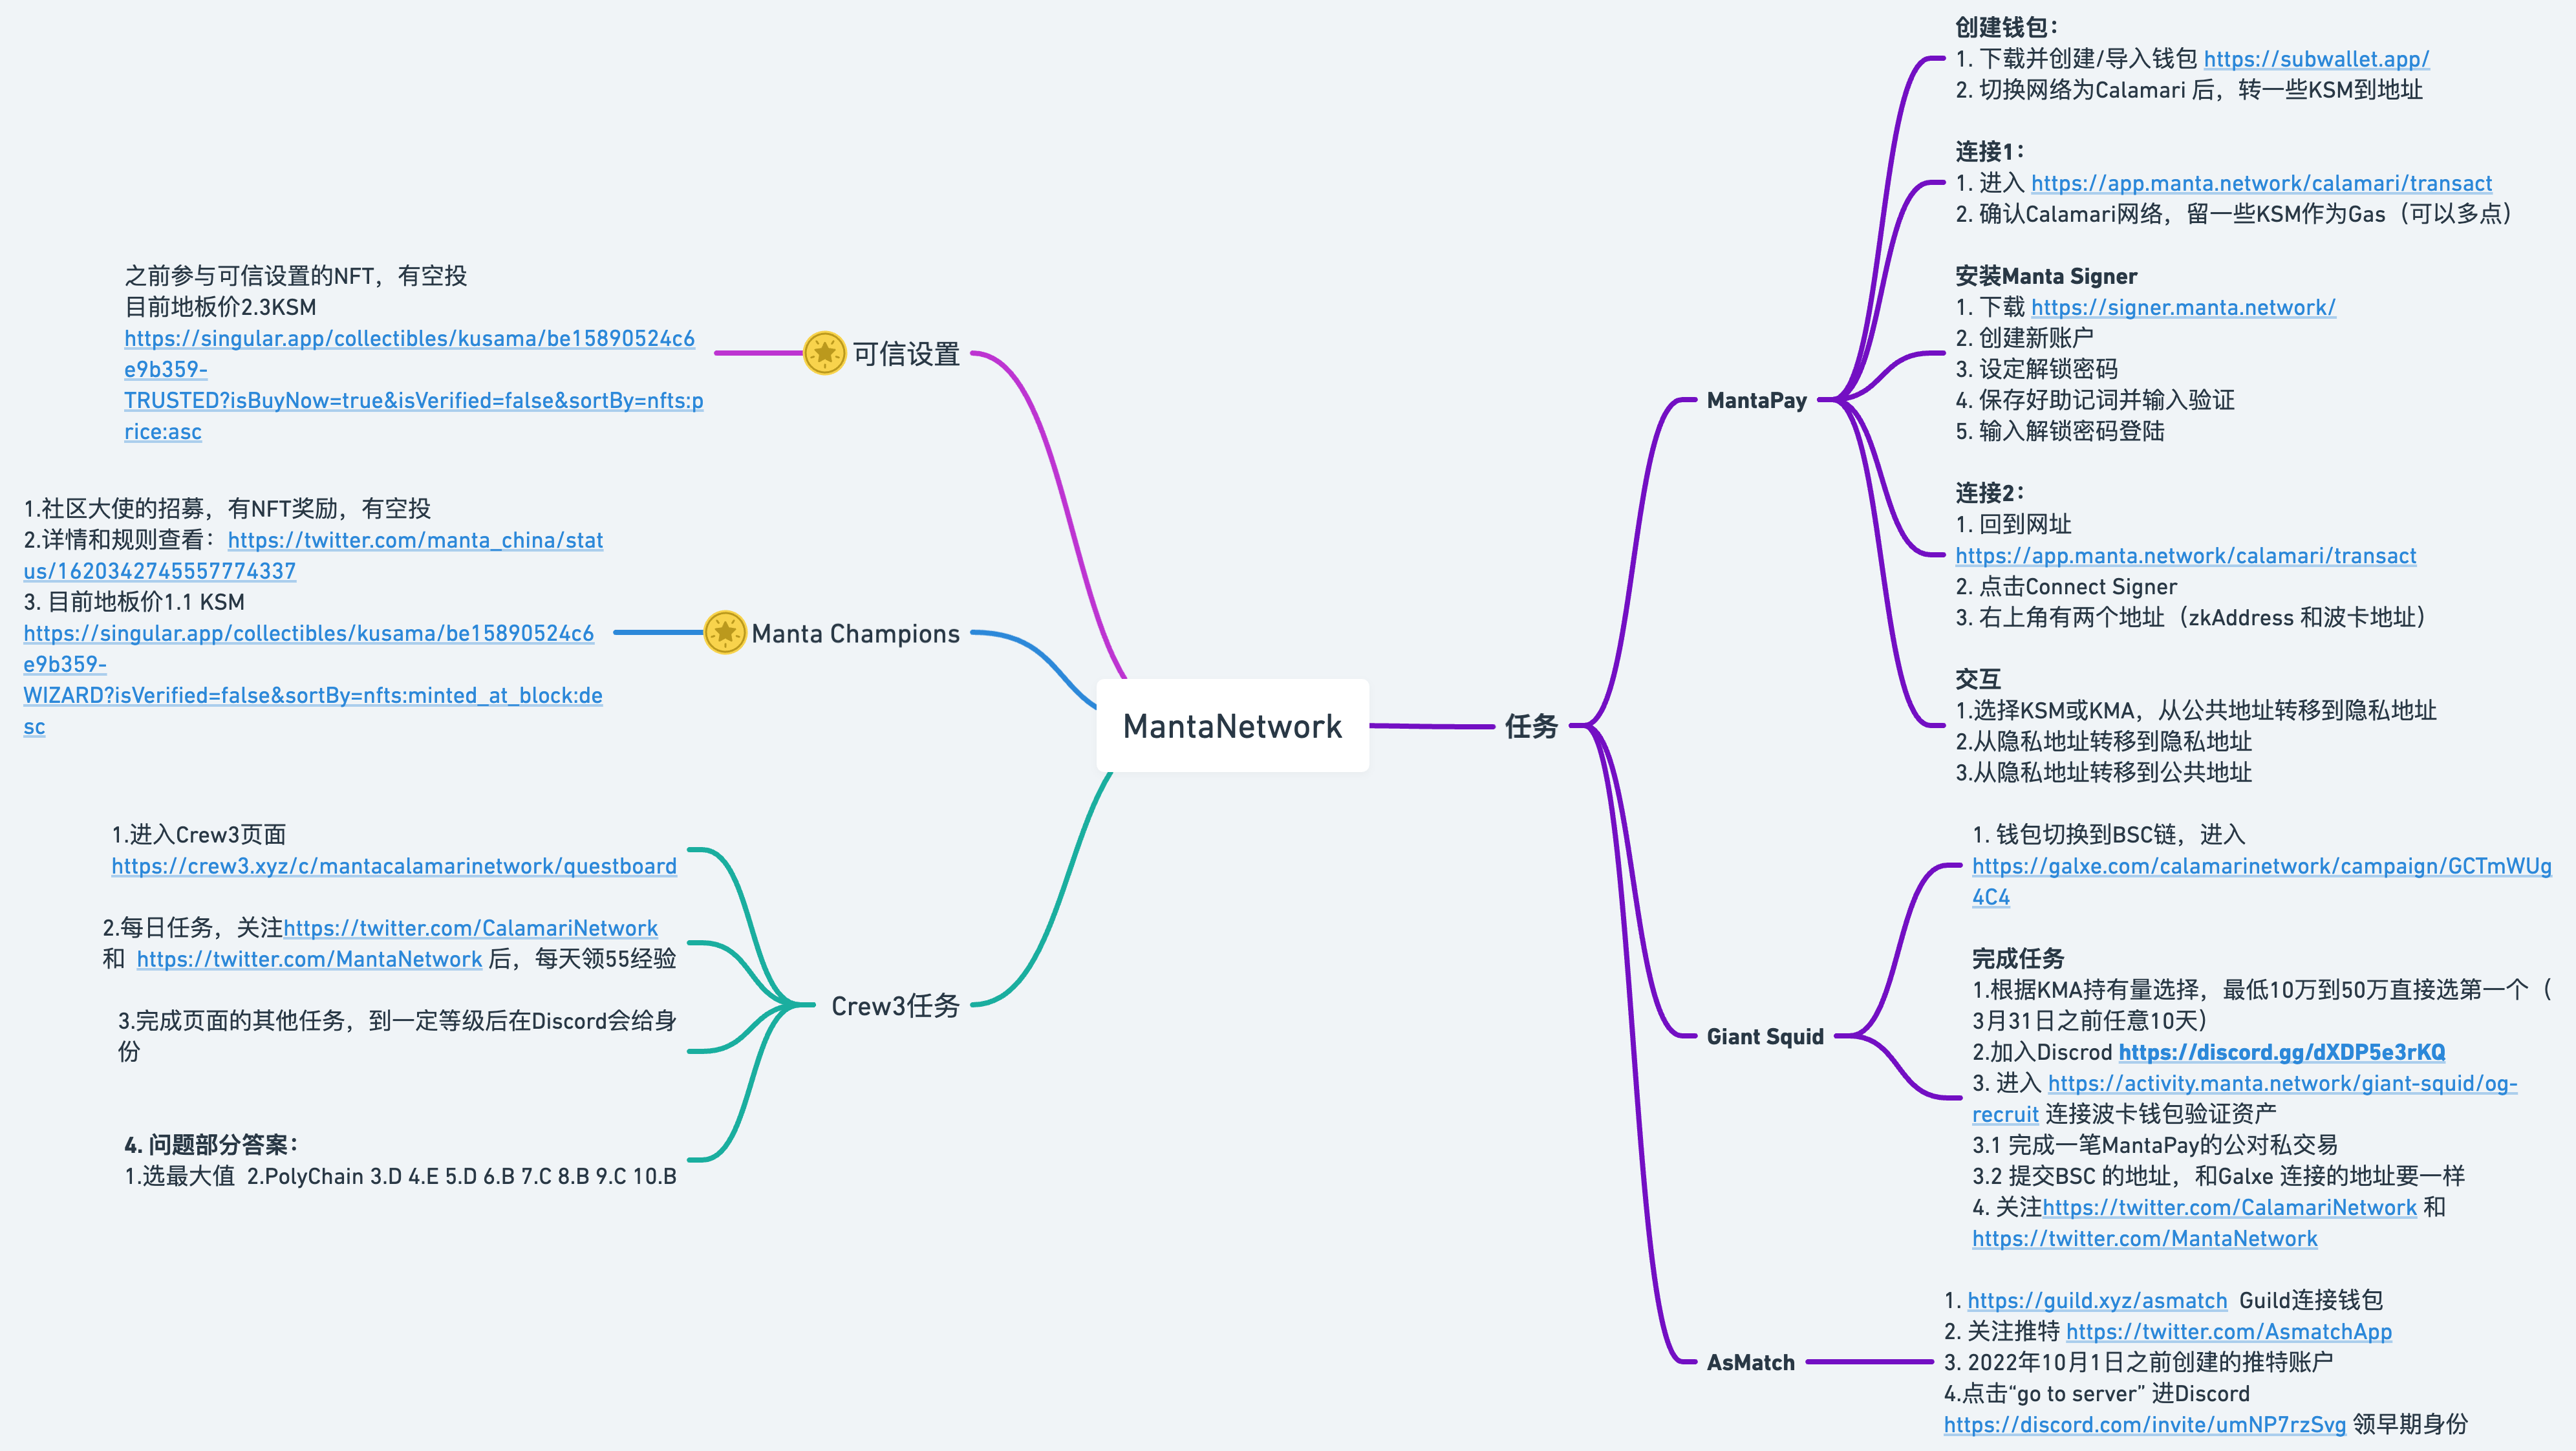 MantaNetwork
可信设置
之前参与可信设置的NFT，有空投
目前地板价2.3KSM
https://singular.app/collectibles/kusama/be15890524c6
e9b359-
TRUSTED?isBuyNow=true&isVerified=false&sortBy=nfts:p
rice:asc
Manta Champions
1.社区大使的招募，有NFT奖励，有空投
2.详情和规则查看：https://twitter.com/manta_china/stat
us/1620342745557774337
3. 目前地板价1.1 KSM
https://singular.app/collectibles/kusama/be15890524c6
e9b359-
WIZARD?isVerified=false&sortBy=nfts:minted_at_block:de
sc
Crew3任务
1.进入Crew3页面
https://crew3.xyz/c/mantacalamarinetwork/questboard
2.每日任务，关注https://twitter.com/CalamariNetwork
和 https://twitter.com/MantaNetwork 后，每天领55经验
3.完成页面的其他任务，到一定等级后在Discord会给身
份
4. 问题部分答案：
1.选最大值 2.PolyChain 3.D 4.E 5.D 6.B 7.C 8.B 9.C 10.B
任务
MantaPay
创建钱包：
1. 下载并创建/导入钱包 https://subwallet.app/
2. 切换网络为Calamari 后，转一些KSM到地址
连接1：
1. 进入 https://app.manta.network/calamari/transact
2. 确认Calamari网络，留一些KSM作为Gas（可以多点）
安装Manta Signer
1. 下载 https://signer.manta.network/
2. 创建新账户
3. 设定解锁密码
4. 保存好助记词并输入验证
5. 输入解锁密码登陆
连接2：
1. 回到网址
https://app.manta.network/calamari/transact
2. 点击Connect Signer
3. 右上角有两个地址（zkAddress 和波卡地址）
交互
1.选择KSM或KMA，从公共地址转移到隐私地址
2.从隐私地址转移到隐私地址
3.从隐私地址转移到公共地址
Giant Squid
1. 钱包切换到BSC链，进入
https://galxe.com/calamarinetwork/campaign/GCTmWUg
4C4
完成任务
1.根据KMA持有量选择，最低10万到50万直接选第一个（
3月31日之前任意10天）
2.加入Discrod https://discord.gg/dXDP5e3rKQ
3. 进入 https://activity.manta.network/giant-squid/og-
recruit 连接波卡钱包验证资产
3.1 完成一笔MantaPay的公对私交易
3.2 提交BSC 的地址，和Galxe 连接的地址要一样
4. 关注https://twitter.com/CalamariNetwork 和
https://twitter.com/MantaNetwork
AsMatch
1. https://guild.xyz/asmatch Guild连接钱包
2. 关注推特 https://twitter.com/AsmatchApp
3. 2022年10月1日之前创建的推特账户
4.点击“go to server” 进Discord
https://discord.com/invite/umNP7rzSvg 领早期身份